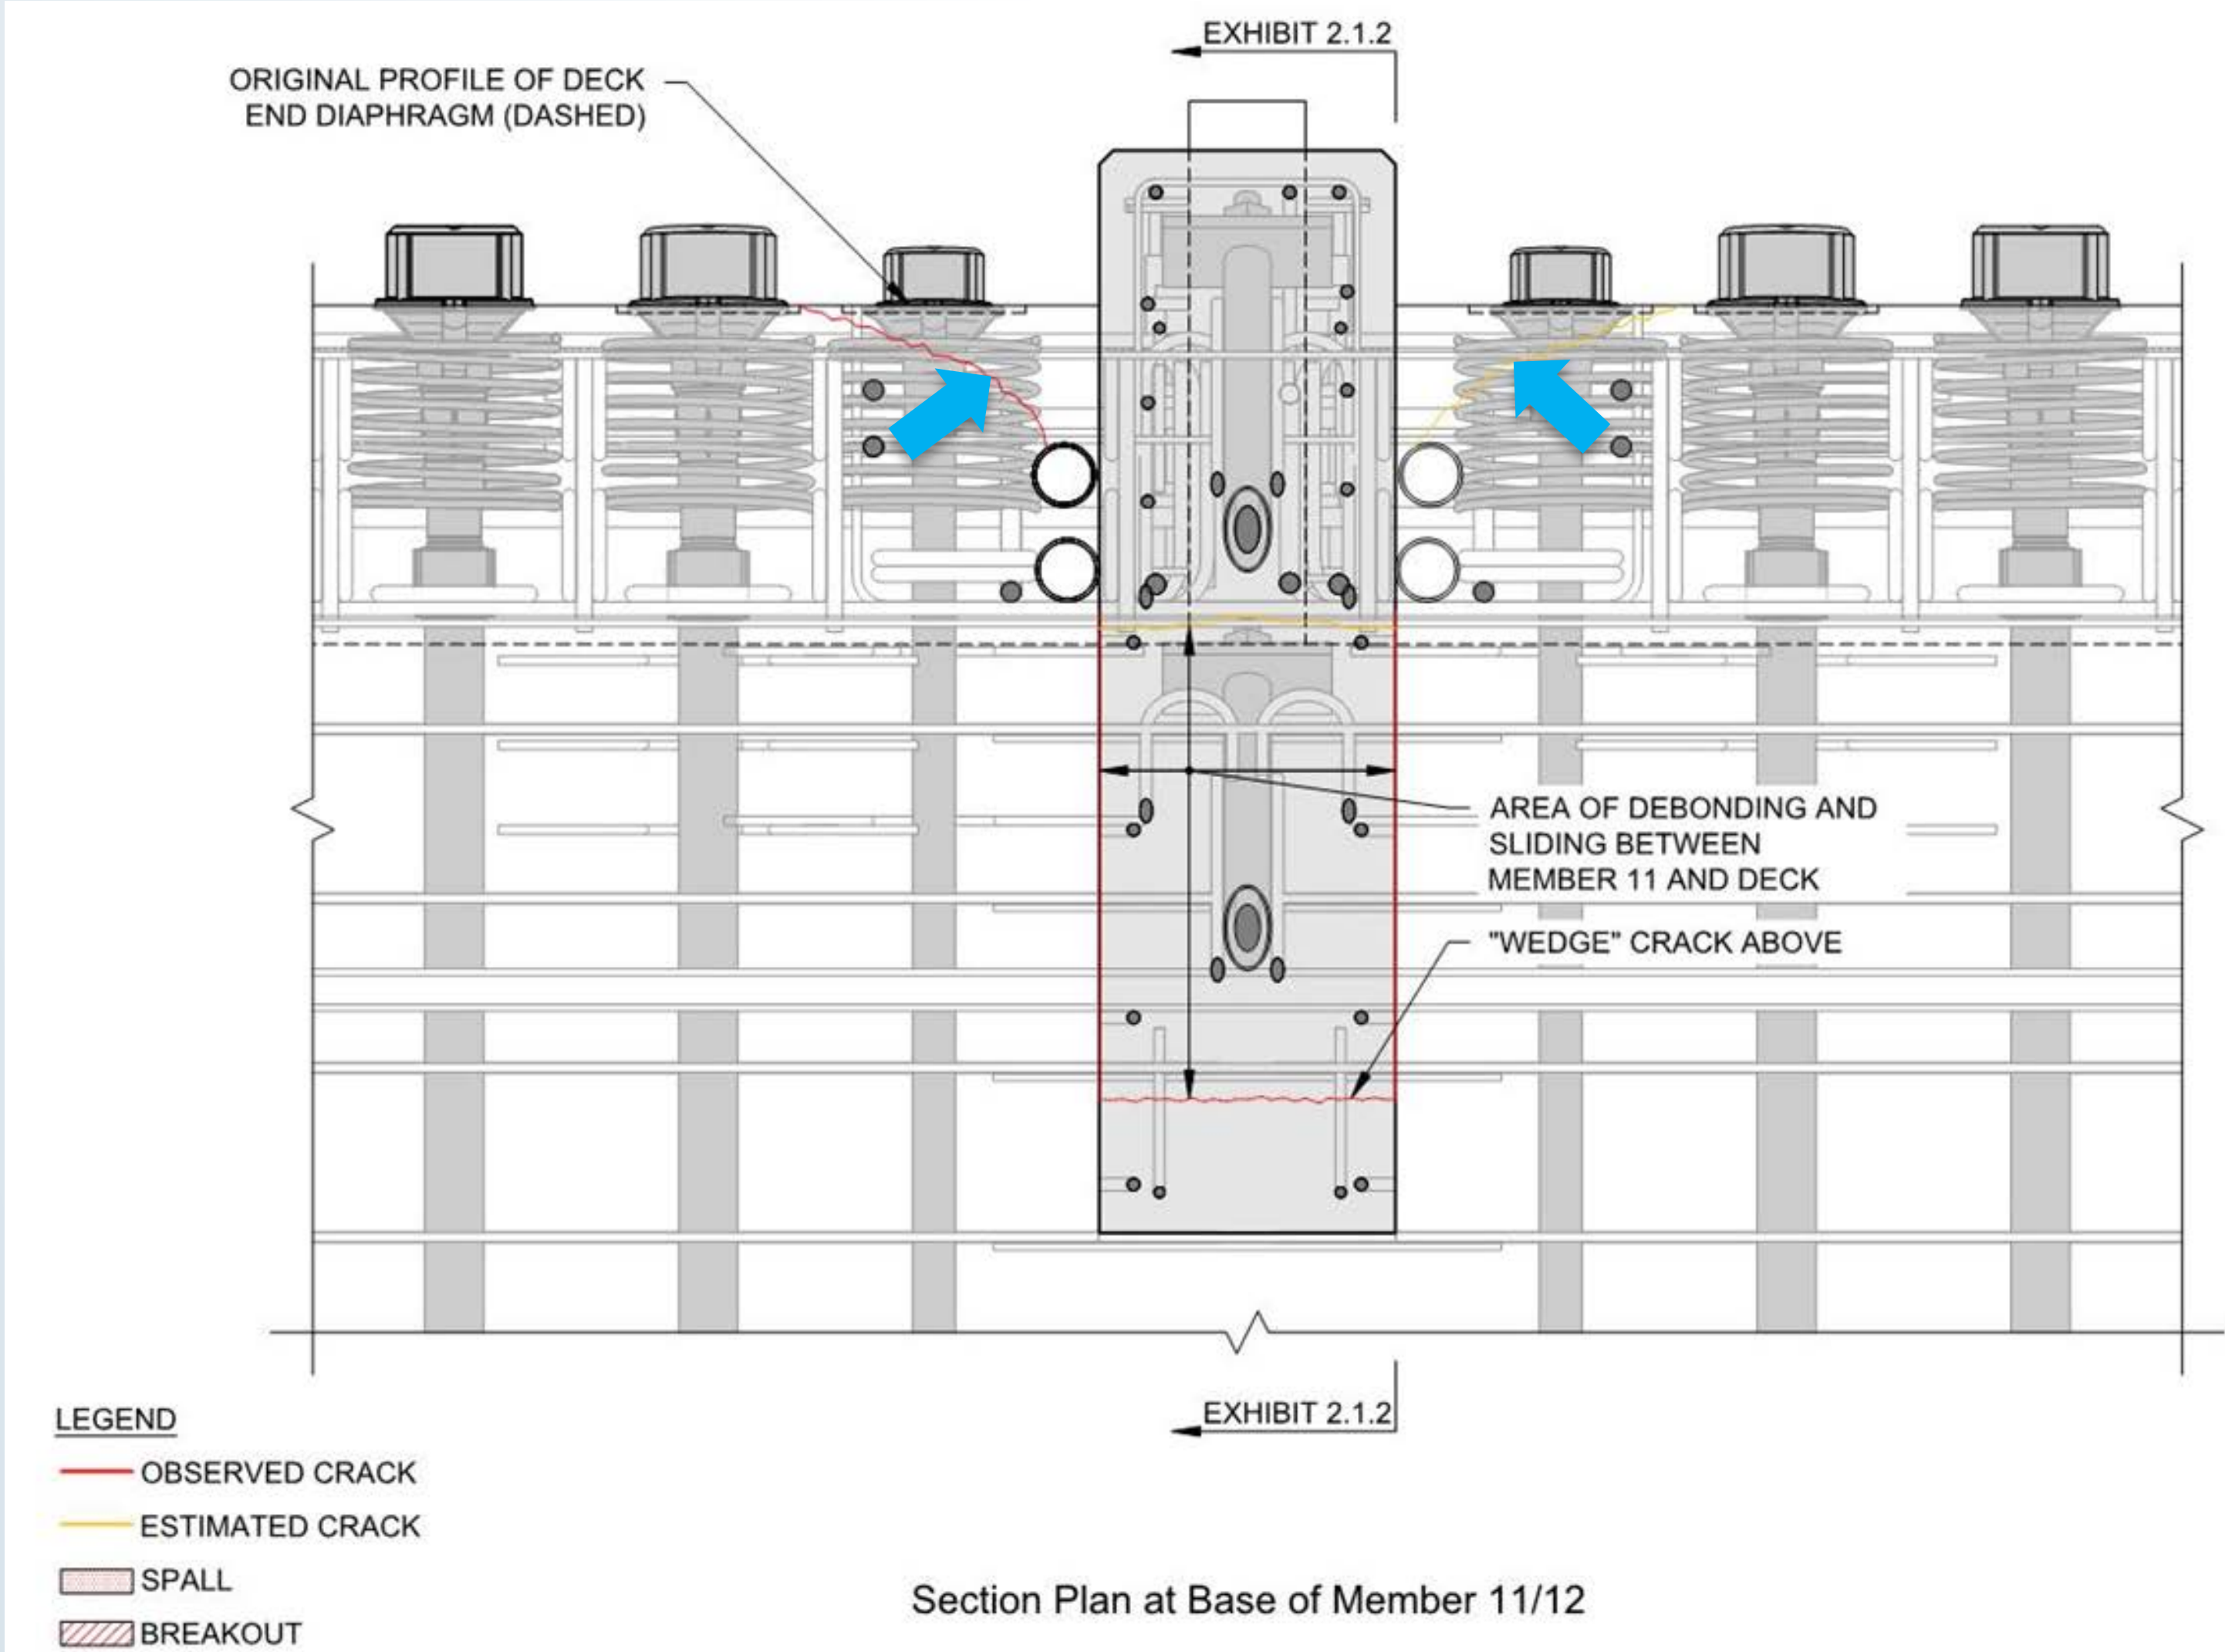 EXHIBIT 2.1.2
ORIGINAL PROFILE OF DECK
END DIAPHRAGM (DASHED)
AREA OF DEBONDING AND
SLIDING BETWEEN
MEMBER 11 AND DECK
"WEDGE" CRACK ABOVE
EXHIBIT 2.1.2
LEGEND
OBSERVED CRACK
ESTIMATED CRACK
SPALL
BREAKOUT
Section Plan at Base of Member 11/12